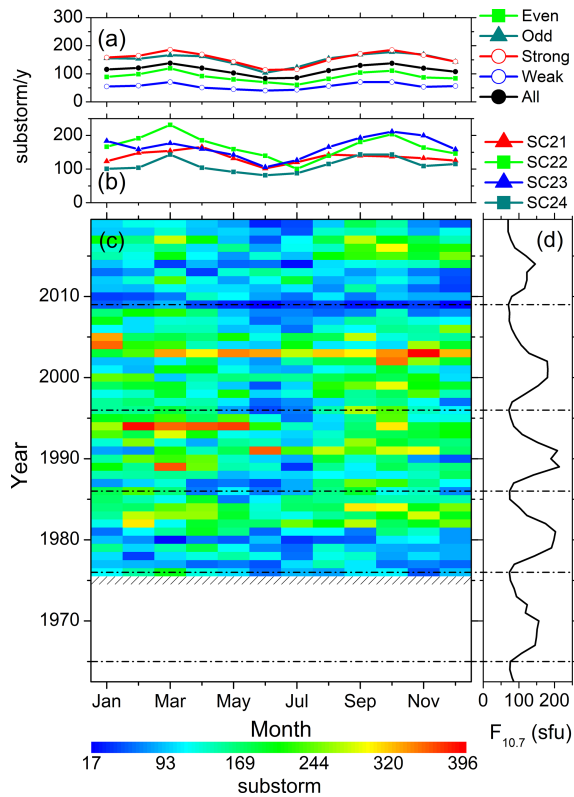 300
200
100
0
substorm/y
(a)
Even
Odd
Strong
Weak
All
200
100
0
(b)
SC21
SC22
SC23
SC24
(c)
(d)
2010
2000
1990
1980
1970
Year
Jan Mar May Jul Sep Nov
Month
0 100 200
F10.7 (sfu)
17 93 169 244 320 396
substorm